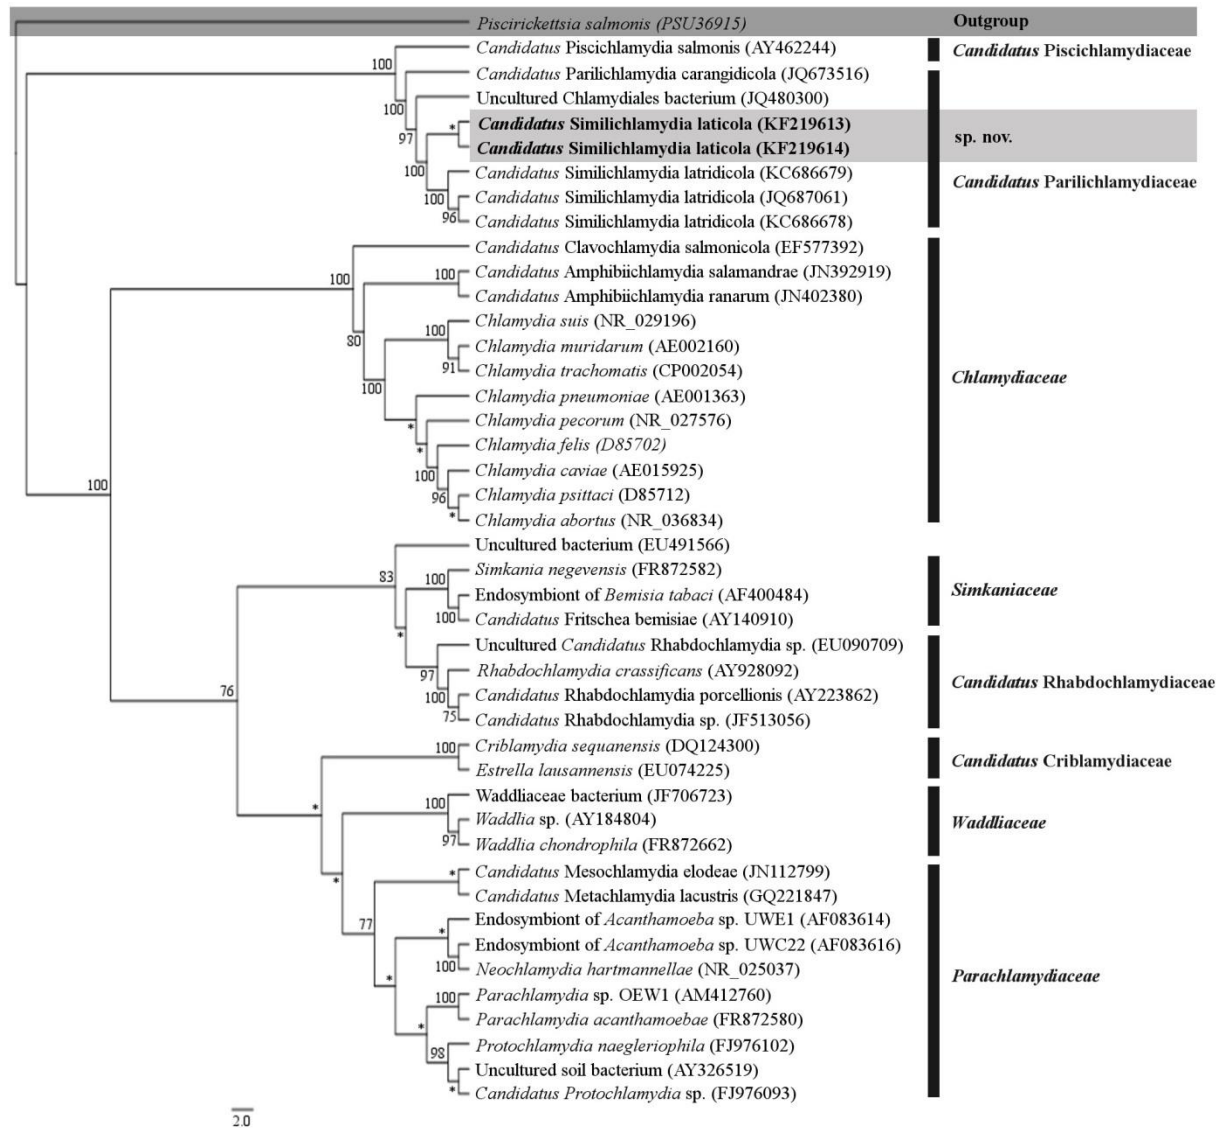 Piscirickettsia salmonis (PSU36915)
Outgroup
Candidatus Piscichlamydia salmonis (AY462244)
Candidatus Piscichlamydiaceae
100
Candidatus Parilichlamydia carangidicola (JQ673516)
100
Uncultured Chlamydiales bacterium (JQ480300)
97
Candidatus Similichlamydia laticola (KF219613)
*
sp. nov.
Candidatus Similichlamydia laticola (KF219614)
100
Candidatus Similichlamydia latridicola (KC686679)
Candidatus Parilichlamydiaceae
100
Candidatus Similichlamydia latridicola (JQ687061)
96
Candidatus Similichlamydia latridicola (KC686678)
Candidatus Clavochlamydia salmonicola (EF577392)
100
100
Candidatus Amphibiichlamydia salamandrae (JN392919)
Candidatus Amphibiichlamydia ranarum (JN402380)
80
100
Chlamydia suis (NR_029196)
Chlamydia muridarum (AE002160)
91
Chlamydia trachomatis (CP002054)
Chlamydiaceae
100
Chlamydia pneumoniae (AE001363)
*
Chlamydia pecorum (NR_027576)
*
Chlamydia felis (D85702)
100
Chlamydia caviae (AE015925)
96
Chlamydia psittaci (D85712)
*
Chlamydia abortus (NR_036834)
100
Uncultured bacterium (EU491566)
83
100
Simkania negevensis (FR872582)
Endosymbiont of Bemisia tabaci (AF400484)
Simkaniaceae
100
Candidatus Fritschea bemisiae (AY140910)
*
Uncultured Candidatus Rhabdochlamydia sp. (EU090709)
97
Rhabdochlamydia crassificans (AY928092)
Candidatus Rhabdochlamydiaceae
100
Candidatus Rhabdochlamydia porcellionis (AY223862)
75
Candidatus Rhabdochlamydia sp. (JF513056)
76
100
Criblamydia sequanensis (DQ124300)
Candidatus Criblamydiaceae
Estrella lausannensis (EU074225)
*
100
Waddliaceae bacterium (JF706723)
Waddlia sp. (AY184804)
Waddliaceae
97
Waddlia chondrophila (FR872662)
*
*
Candidatus Mesochlamydia elodeae (JN112799)
Candidatus Metachlamydia lacustris (GQ221847)
77
Endosymbiont of Acanthamoeba sp. UWE1 (AF083614)
*
Endosymbiont of Acanthamoeba sp. UWC22 (AF083616)
100
Neochlamydia hartmannellae (NR_025037)
Parachlamydiaceae
*
100
Parachlamydia sp. OEW1 (AM412760)
Parachlamydia acanthamoebae (FR872580)
*
Protochlamydia naegleriophila (FJ976102)
98
Uncultured soil bacterium (AY326519)
*
Candidatus Protochlamydia sp. (FJ976093)
2.0